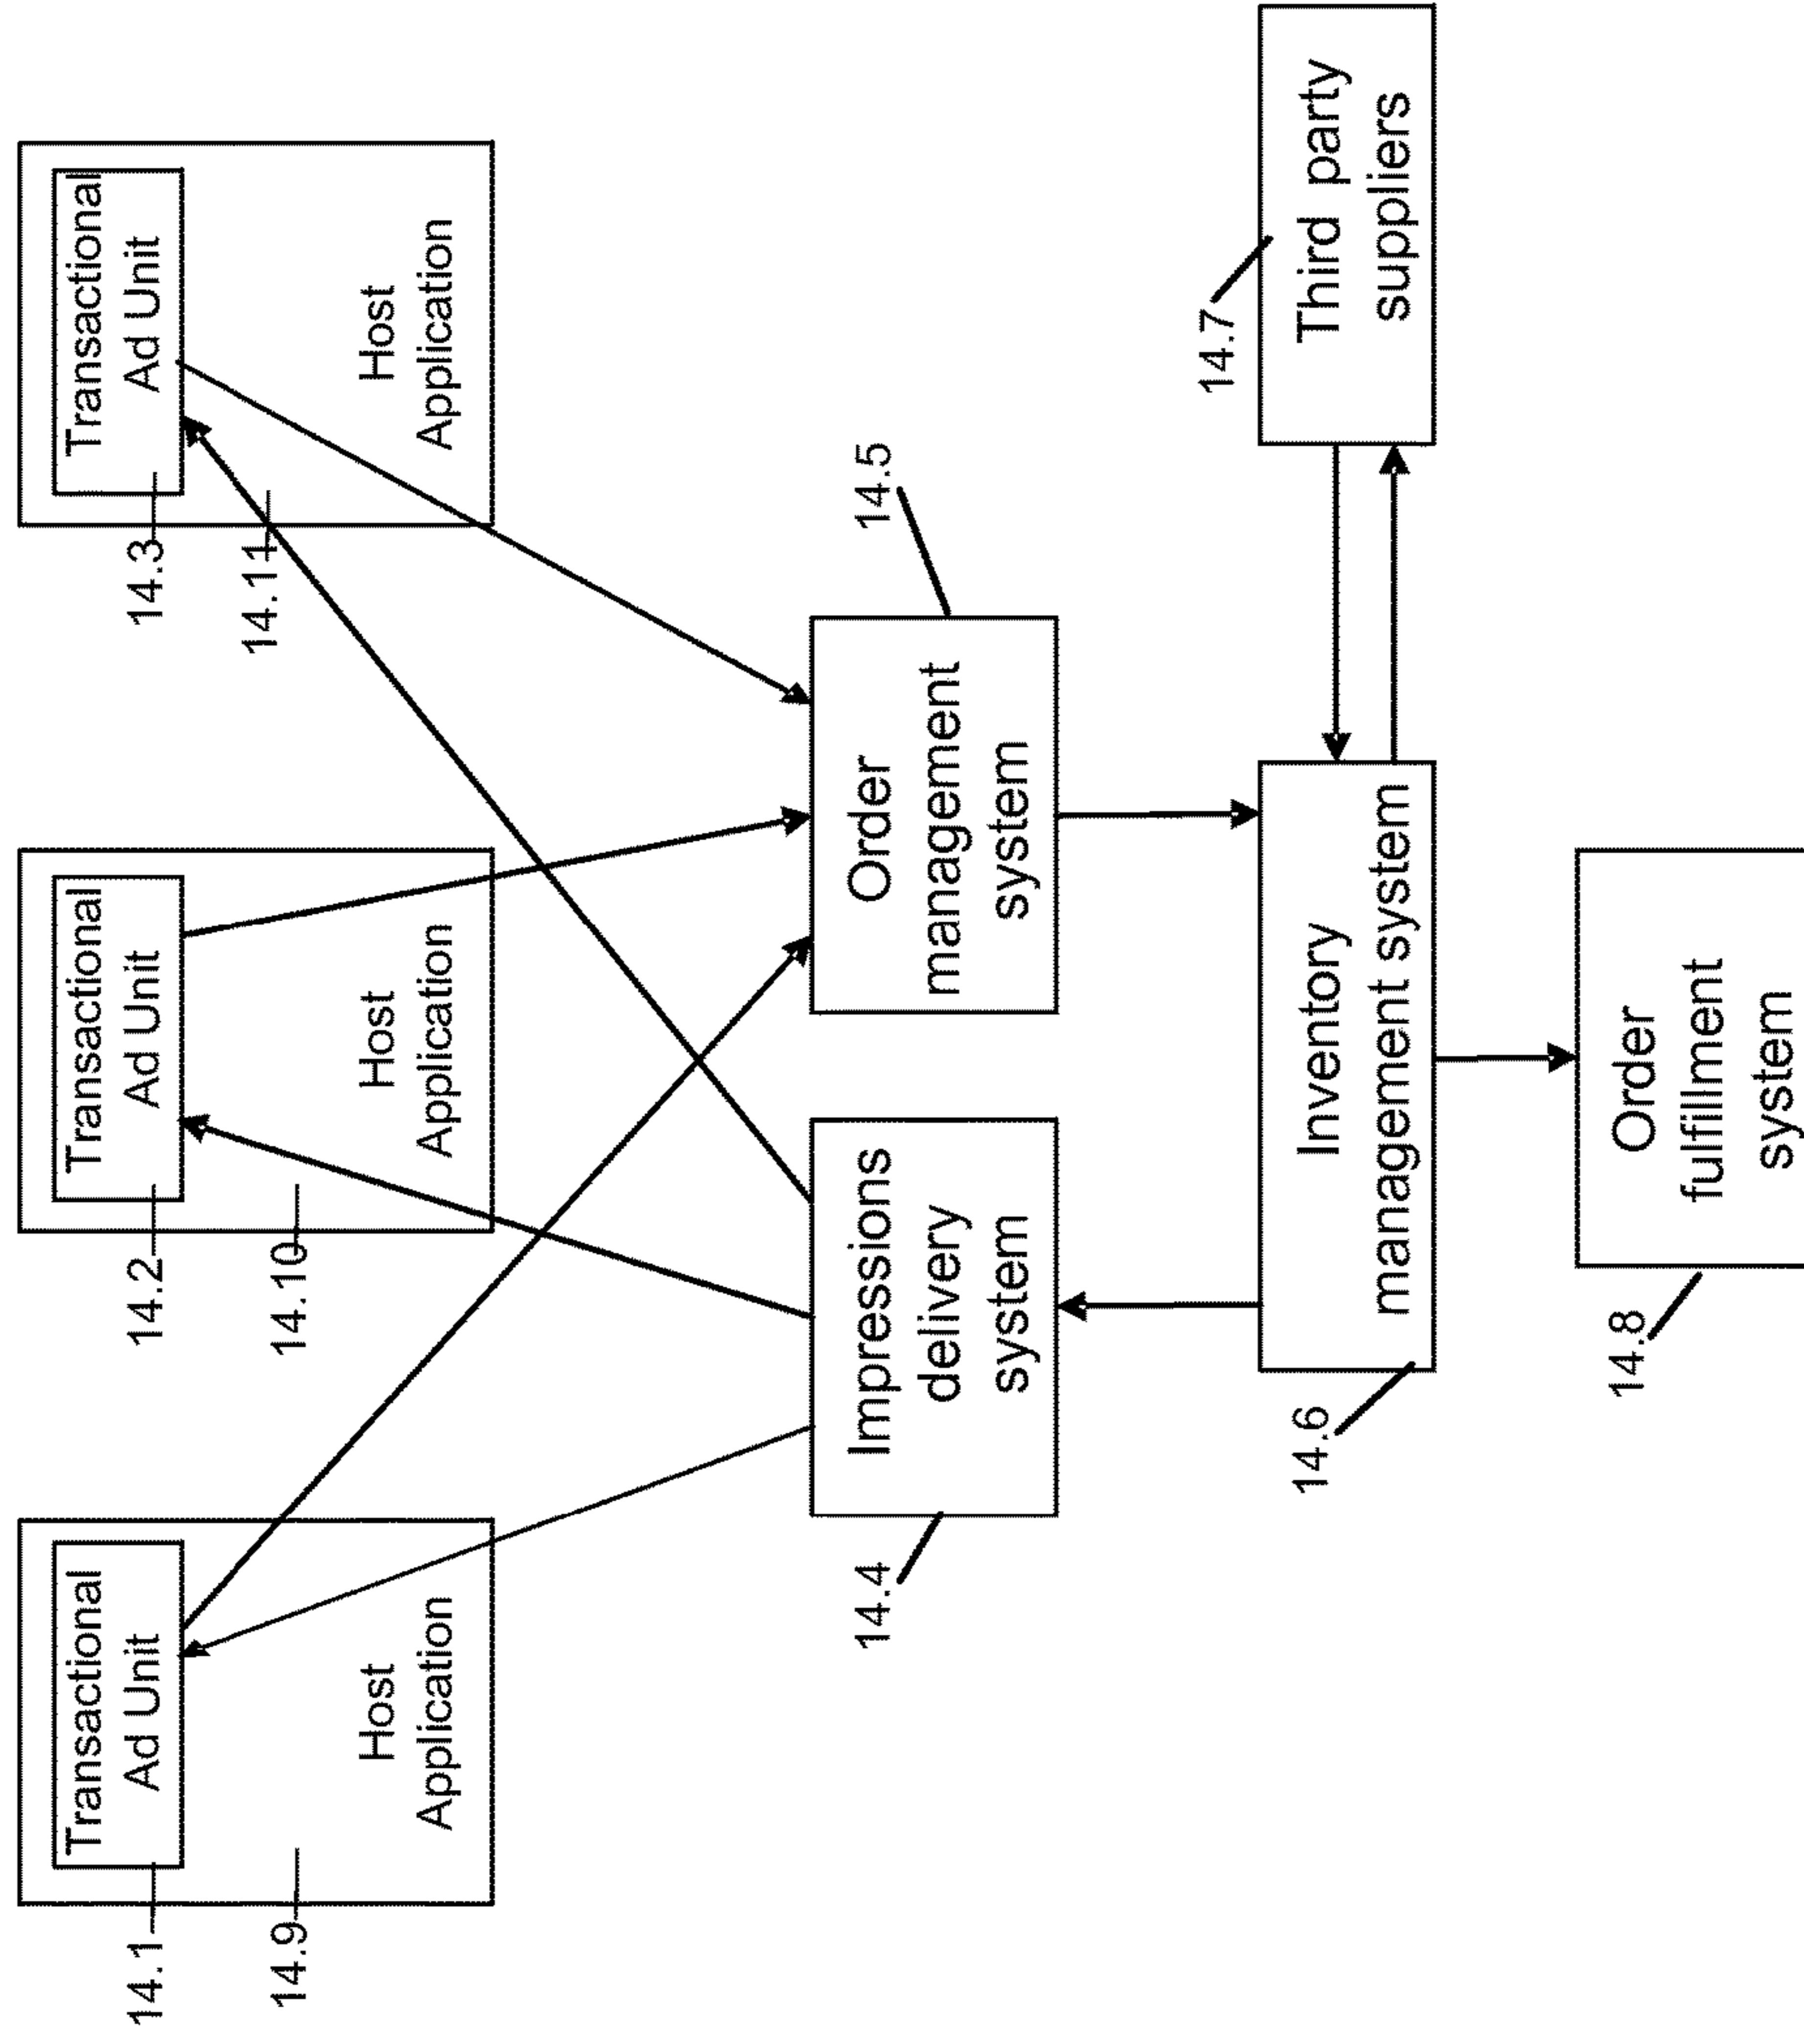 14.1
Transactional
Ad Unit
14.9
Host
Application
14.2
Transactional
Ad Unit
14.10
Host
Application
14.3
Transactional
Ad Unit
14.11
Host
Application
14.4
Impressions
delivery
system
14.5
Order
management
system
14.6
Inventory
management system
14.7
Third party
suppliers
14.8
Order
fulfillment
system